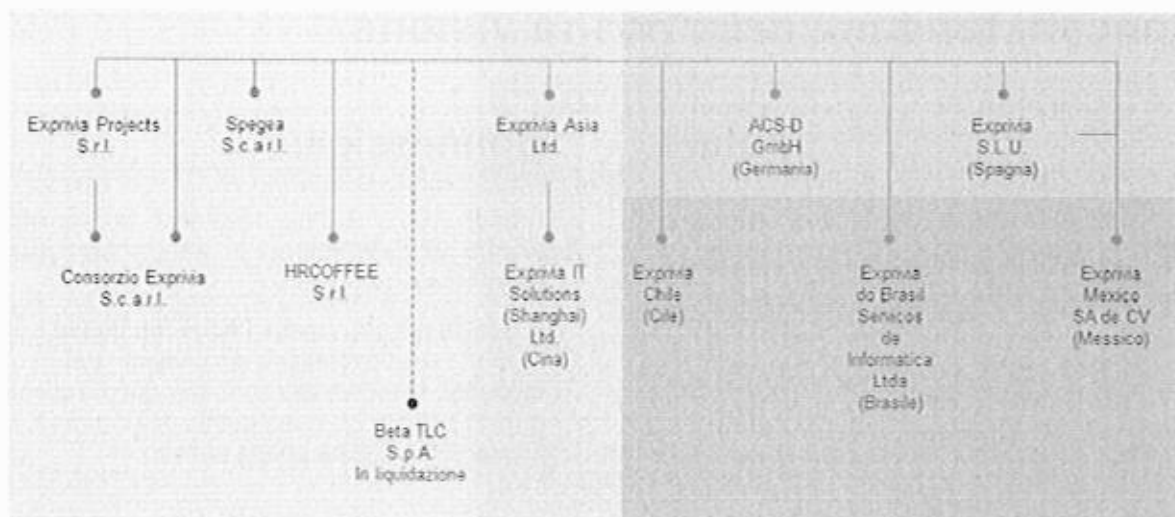 Exprivia Projects
S.r.l.
Spegea
S.c.a r.l.
Exprivia Asia
Ltd.
ACS-D
GmbH
(Germania)
Exprivia
S.L.U.
(Spagna)
Consorzio Exprivia
S.c.a r.l.
HRCOFFEE
S.r.l.
Exprivia IT
Solutions
(Shanghai)
Ltd.
(Cina)
Exprivia
Chile
(Cile)
Exprivia
do Brasil
Servicos
de
Informatica
Ltda
(Brasile)
Exprivia
Mexico
SA de CV
(Messico)
Beta TLC
S.p.A.
In liquidazione